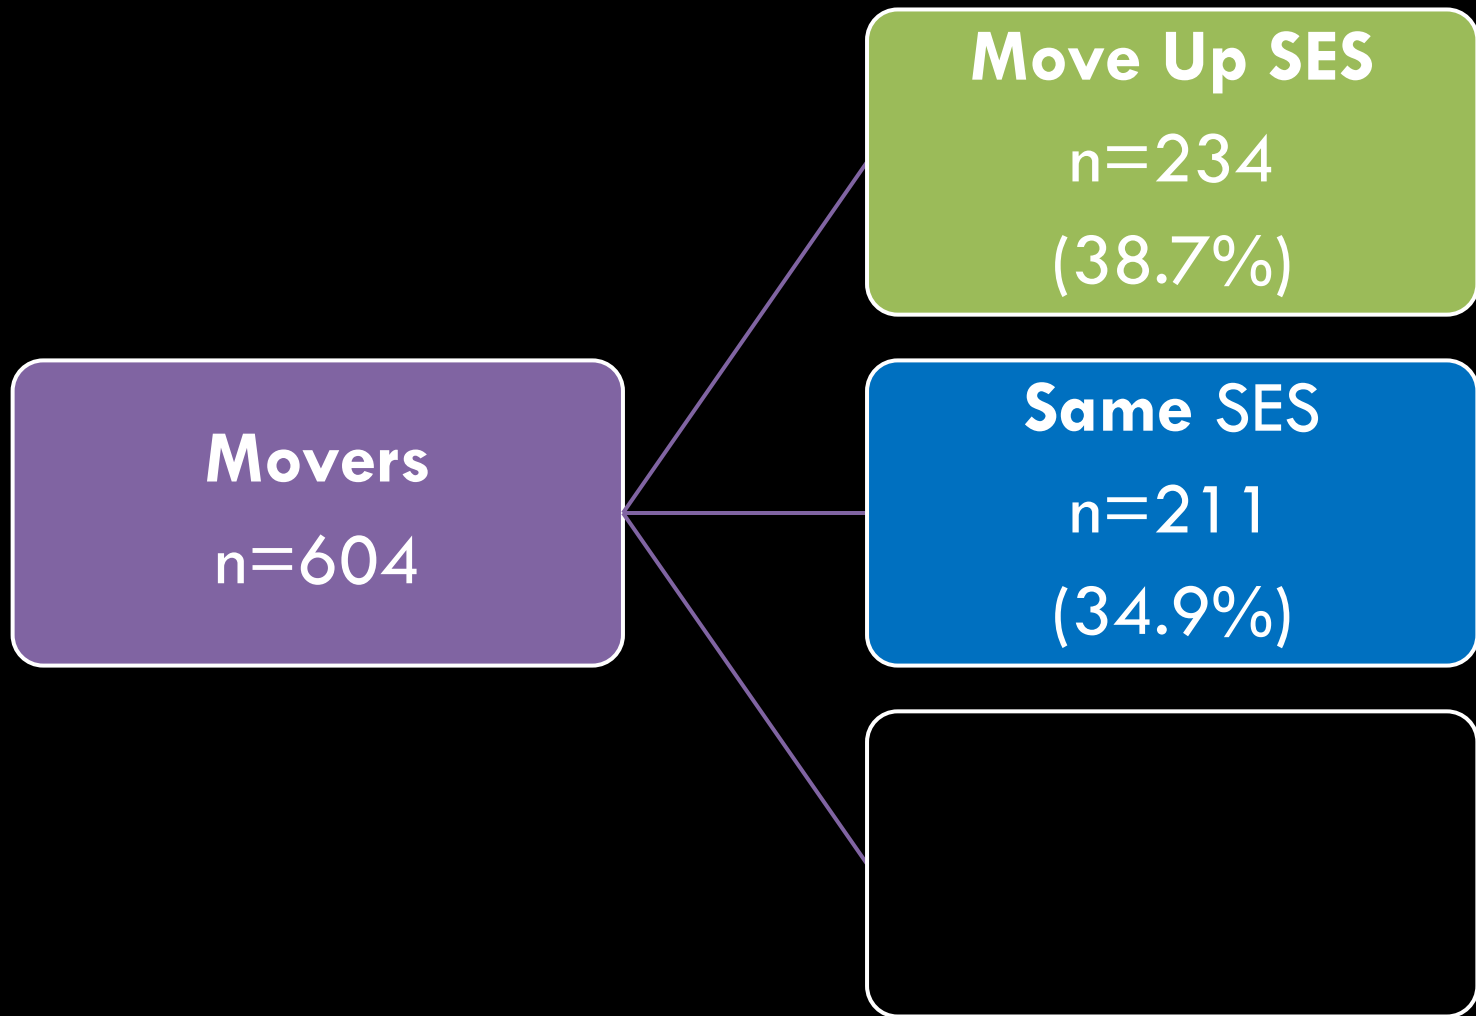 Move Up SES
n=234
(38.7%)
Movers
n=604
Same SES
n=211
(34.9%)